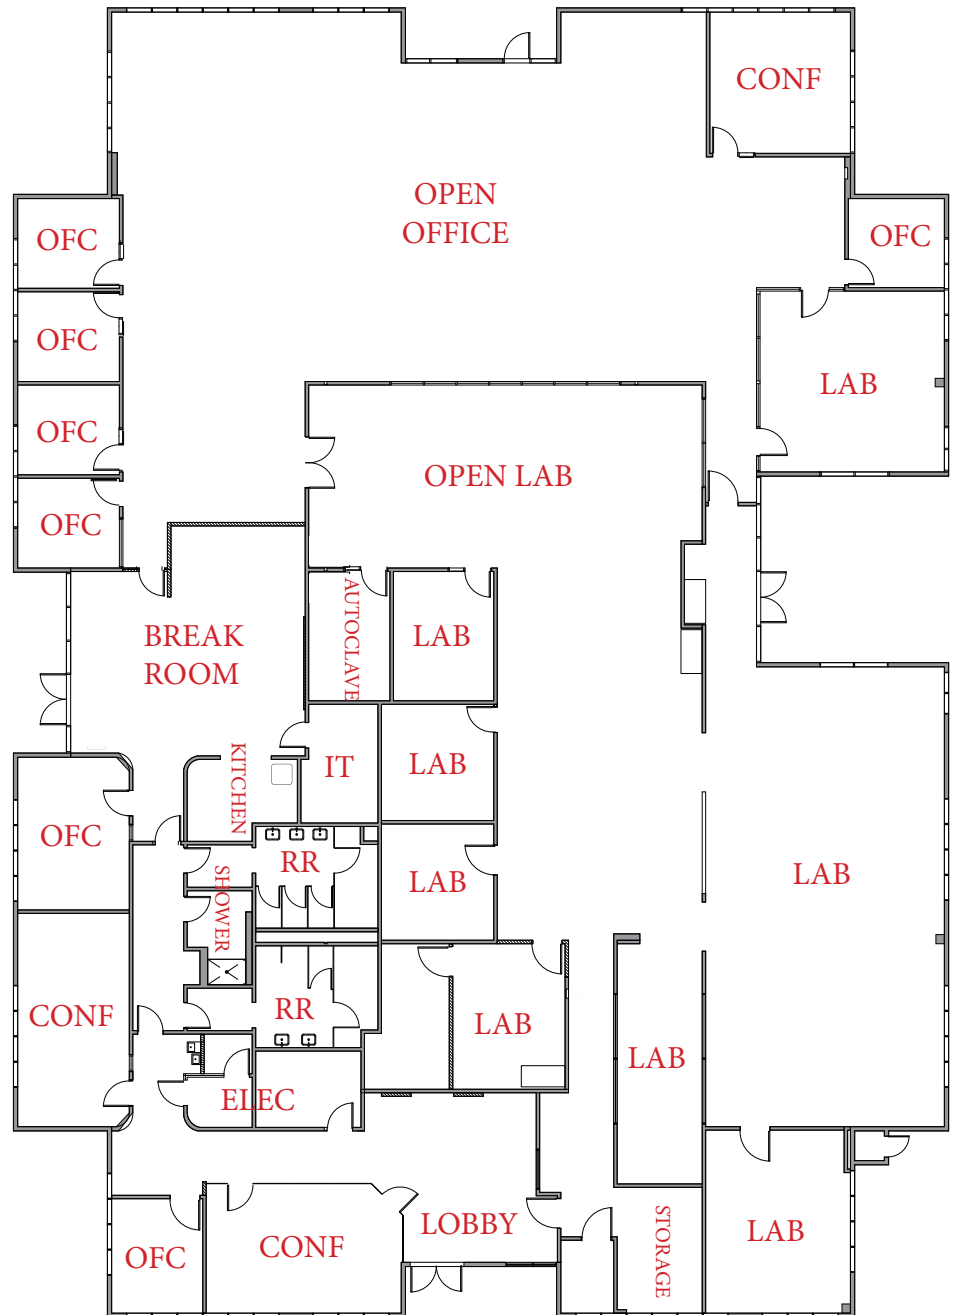 CONF
OPEN
OFFICE
OFC
OFC
OFC
LAB
OFC
OPEN LAB
OFC
AUTOCLAVE
LAB
BREAK
ROOM
KITCHEN
IT
LAB
OFC
RR
SHOWER
LAB
LAB
CONF
RR
LAB
LAB
ELEC
LOBBY
STORAGE
LAB
CONF
OFC